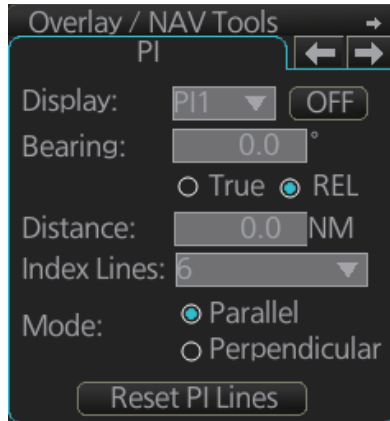 Overlay / NAV Tools
PI
Display: PI1 OFF
Bearing: 0.0 °
True REL
Distance: 0.0 NM
Index Lines: 6
Mode: Parallel
Perpendicular
Reset PI Lines